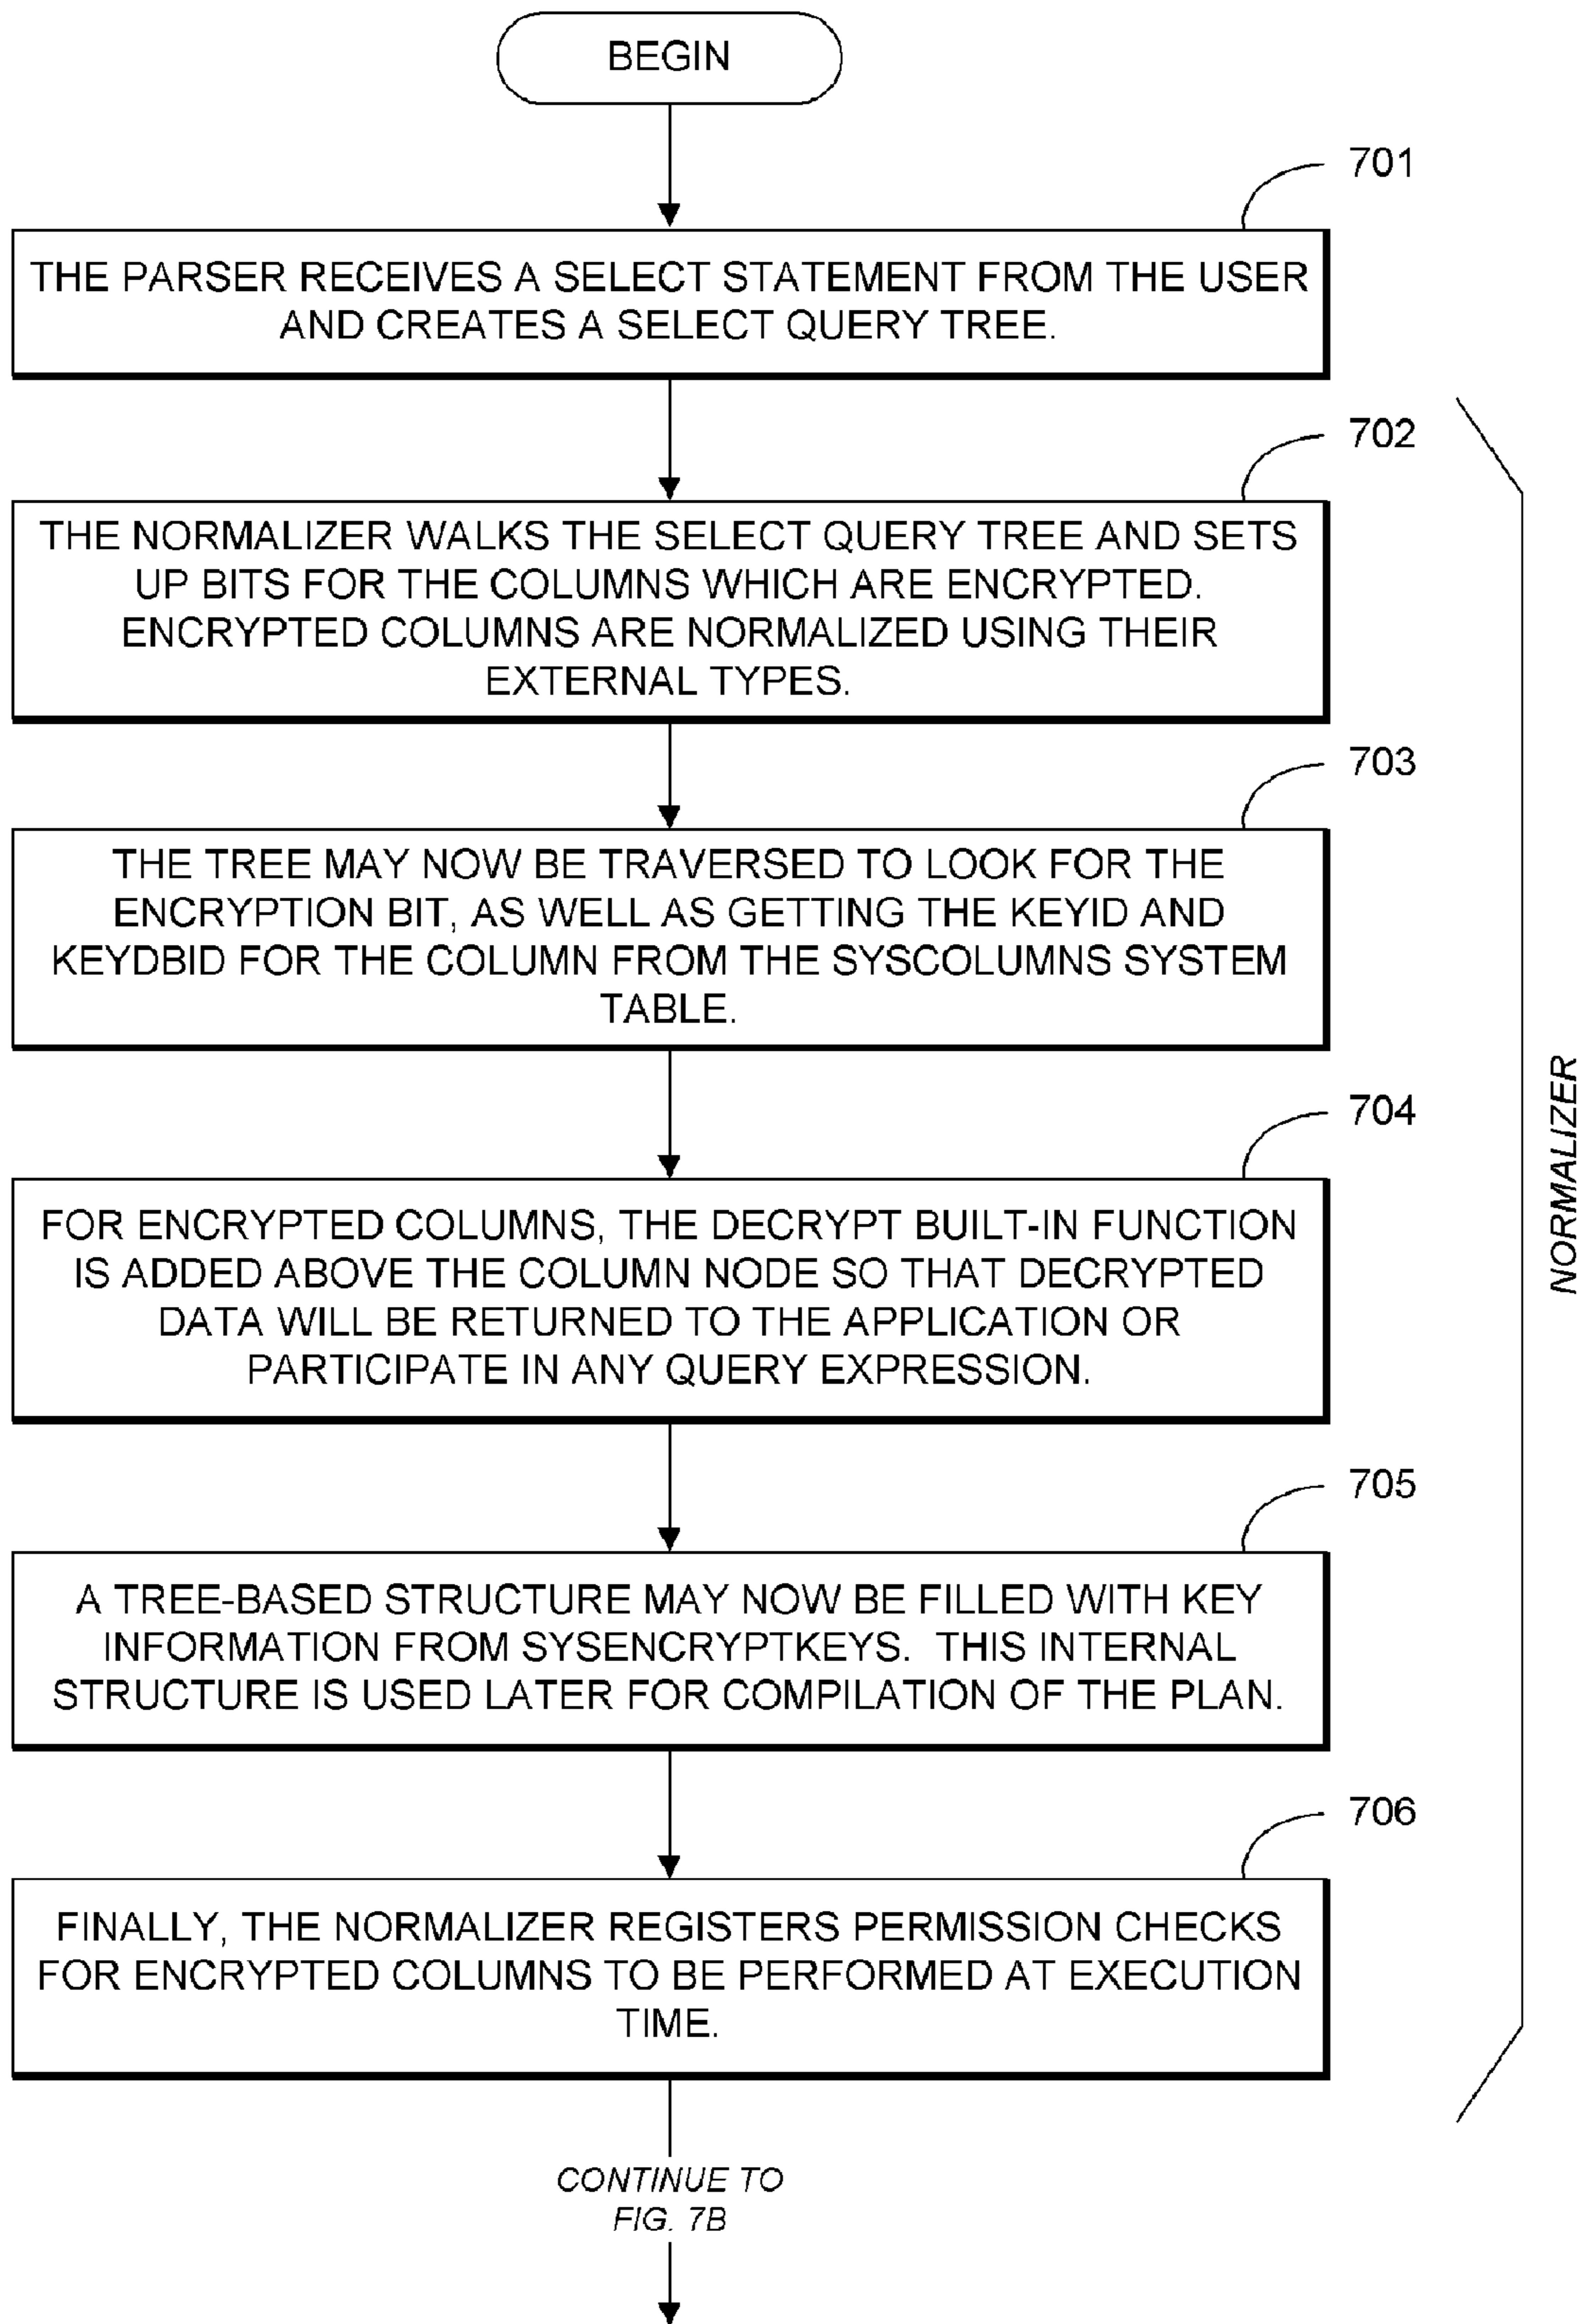 BEGIN
701
THE PARSER RECEIVES A SELECT STATEMENT FROM THE USER
AND CREATES A SELECT QUERY TREE.
702
THE NORMALIZER WALKS THE SELECT QUERY TREE AND SETS
UP BITS FOR THE COLUMNS WHICH ARE ENCRYPTED.
ENCRYPTED COLUMNS ARE NORMALIZED USING THEIR
EXTERNAL TYPES.
703
THE TREE MAY NOW BE TRAVERSED TO LOOK FOR THE
ENCRYPTION BIT, AS WELL AS GETTING THE KEYID AND
KEYDBID FOR THE COLUMN FROM THE SYSCOLUMNS SYSTEM
TABLE.
704
FOR ENCRYPTED COLUMNS, THE DECRYPT BUILT-IN FUNCTION
IS ADDED ABOVE THE COLUMN NODE SO THAT DECRYPTED
DATA WILL BE RETURNED TO THE APPLICATION OR
PARTICIPATE IN ANY QUERY EXPRESSION.
705
A TREE-BASED STRUCTURE MAY NOW BE FILLED WITH KEY
INFORMATION FROM SYSENCRYPTKEYS. THIS INTERNAL
STRUCTURE IS USED LATER FOR COMPILATION OF THE PLAN.
706
FINALLY, THE NORMALIZER REGISTERS PERMISSION CHECKS
FOR ENCRYPTED COLUMNS TO BE PERFORMED AT EXECUTION
TIME.
NORMALIZER
CONTINUE TO
FIG. 7B